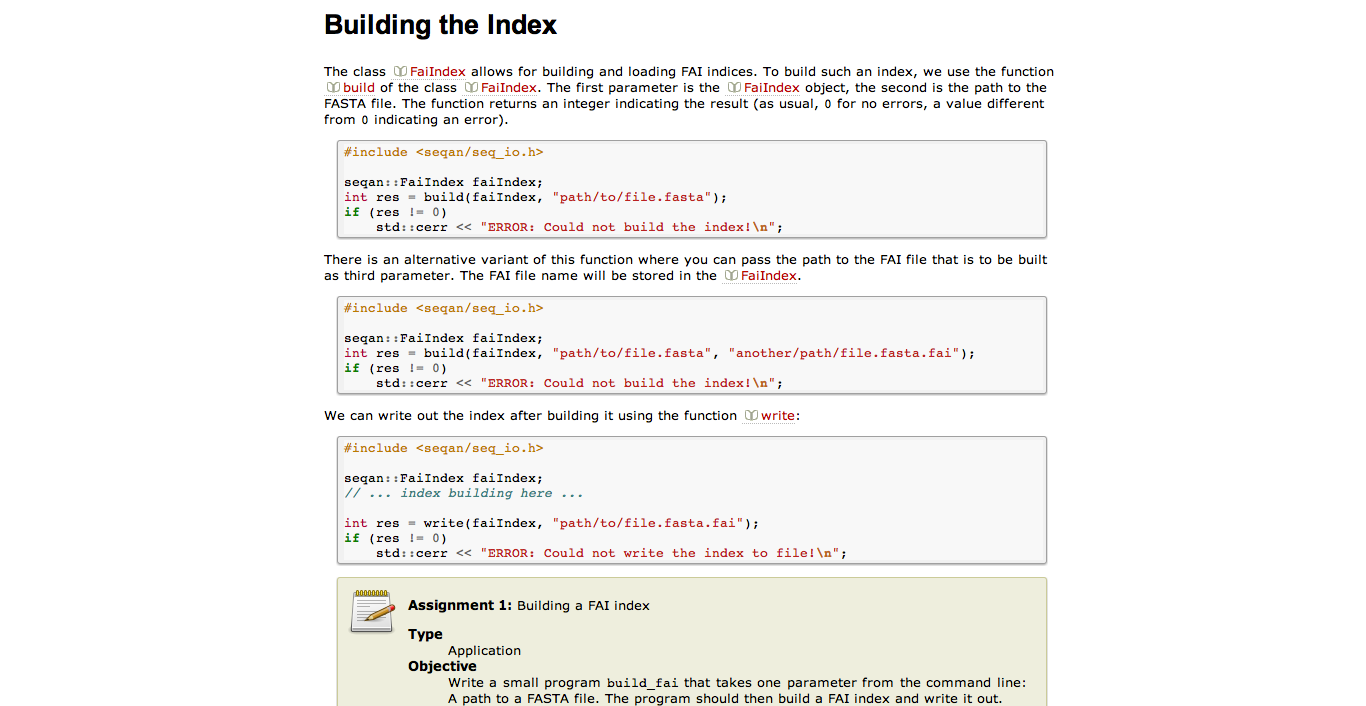 Building the Index
The class FaiIndex allows for building and loading FAI indices. To build such an index, we use the function
build of the class FaiIndex. The first parameter is the FaiIndex object, the second is the path to the
FASTA file. The function returns an integer indicating the result (as usual, 0 for no errors, a value different
from 0 indicating an error).
#include <seqan/seq_io.h>
seqan::FaiIndex faiIndex;
int res = build(faiIndex, "path/to/file.fasta");
if (res != 0)
    std::cerr << "ERROR: Could not build the index!\n";
There is an alternative variant of this function where you can pass the path to the FAI file that is to be built
as third parameter. The FAI file name will be stored in the FaiIndex.
#include <seqan/seq_io.h>
seqan::FaiIndex faiIndex;
int res = build(faiIndex, "path/to/file.fasta", "another/path/file.fasta.fai");
if (res != 0)
    std::cerr << "ERROR: Could not build the index!\n";
We can write out the index after building it using the function write:
#include <seqan/seq_io.h>
seqan::FaiIndex faiIndex;
// ... index building here ...
int res = write(faiIndex, "path/to/file.fasta.fai");
if (res != 0)
    std::cerr << "ERROR: Could not write the index to file!\n";
Assignment 1: Building a FAI index
Type
Application
Objective
Write a small program build_fai that takes one parameter from the command line:
A path to a FASTA file. The program should then build a FAI index and write it out.